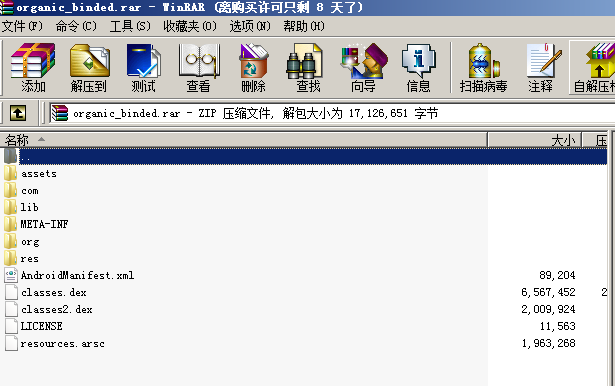 organic_binded.rar - WinRAR (离购买许可只剩 8 天了)
文件(F) 命令(C) 工具(S) 收藏夹(O) 选项(N) 帮助(H)
添加 解压到 测试 查看 删除 查找 向导 信息 扫描病毒 注释 自解压格
organic_binded.rar - ZIP 压缩文件, 解包大小为 17,126,651 字节
名称 大小 压
..
assets
com
lib
META-INF
org
res
AndroidManifest.xml 89,204
classes.dex 6,567,452 2
classes2.dex 2,009,924
LICENSE 11,563
resources.arsc 1,963,268